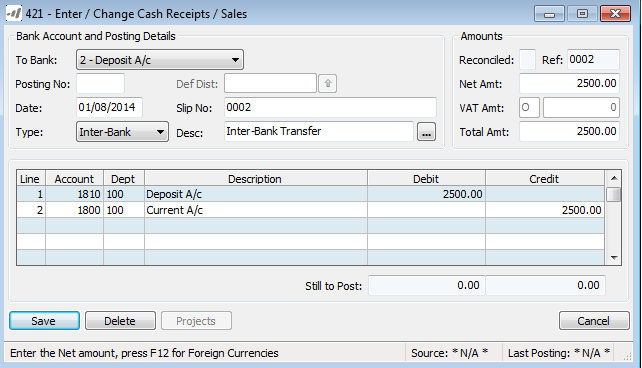 421 - Enter / Change Cash Receipts / Sales
Bank Account and Posting Details
To Bank: 2 - Deposit A/c
Posting No: Def Dist:
Date: 01/08/2014 Slip No: 0002
Type: Inter-Bank Desc: Inter-Bank Transfer ...
Amounts
Reconciled: Ref: 0002
Net Amt: 2500.00
VAT Amt: O 0
Total Amt: 2500.00
Line Account Dept Description Debit Credit
1 1810 100 Deposit A/c 2500.00
2 1800 100 Current A/c 2500.00
Still to Post: 0.00 0.00
Save Delete Projects Cancel
Enter the Net amount, press F12 for Foreign Currencies Source: * N/A * Last Posting: * N/A *